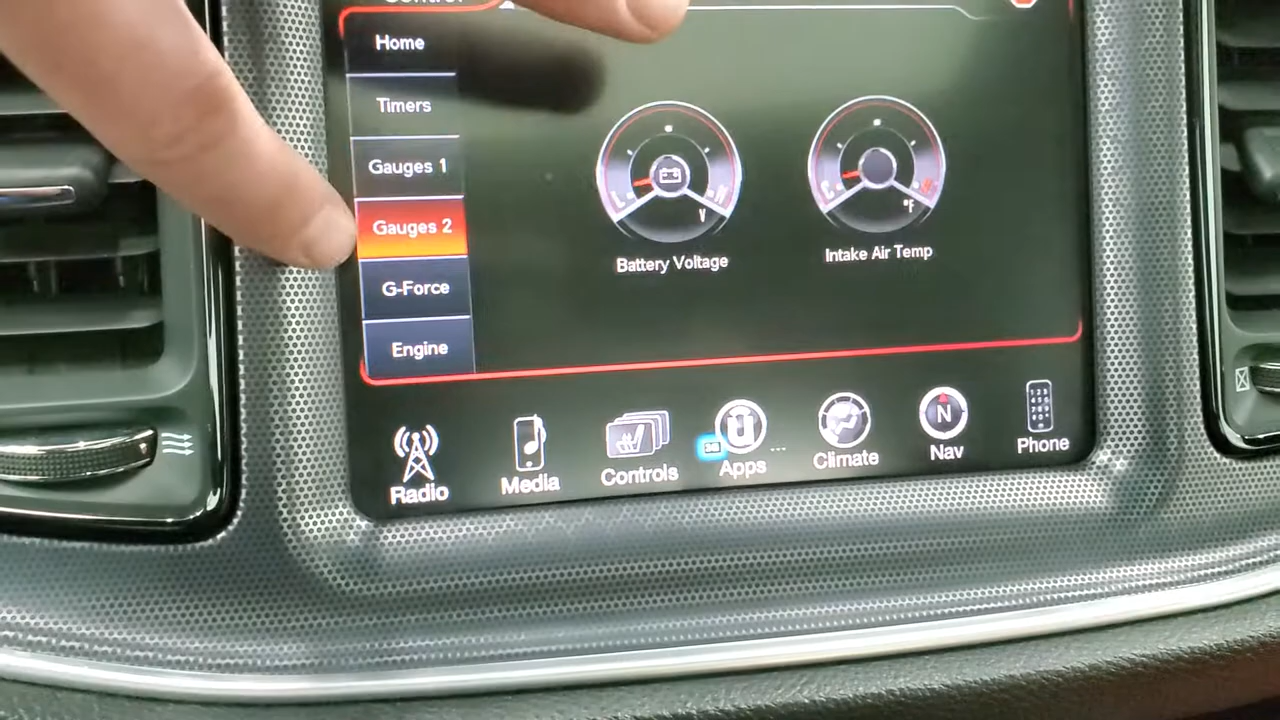 Control
Home
Timers
Gauges 1
Gauges 2
G-Force
Engine
L
H
V
Battery Voltage
C
H
°F
Intake Air Temp
Radio
Media
Controls
Apps
Climate
N
Nav
Phone